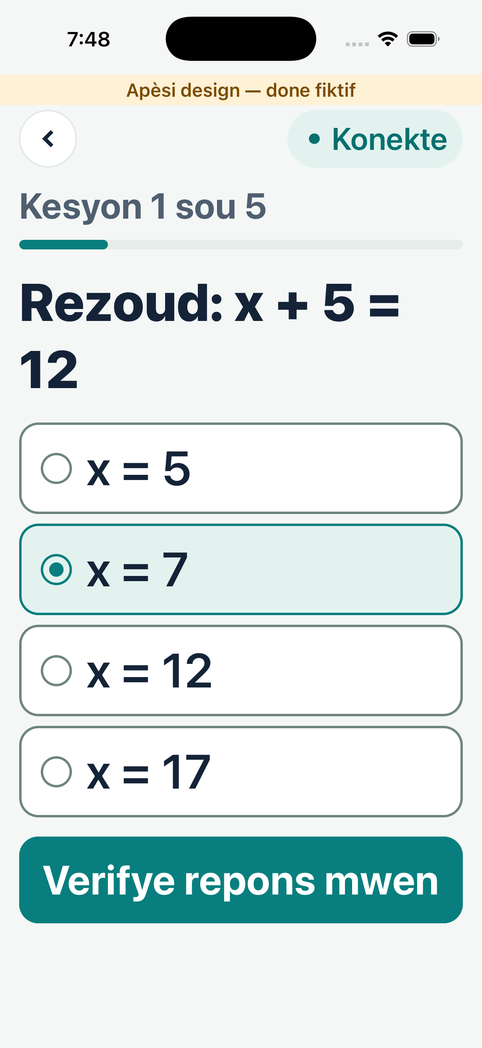 7:48
Apèsi design — done fiktif
Konekte
Kesyon 1 sou 5
Rezoud: x + 5 =
12
x = 5
x = 7
x = 12
x = 17
Verifye repons mwen